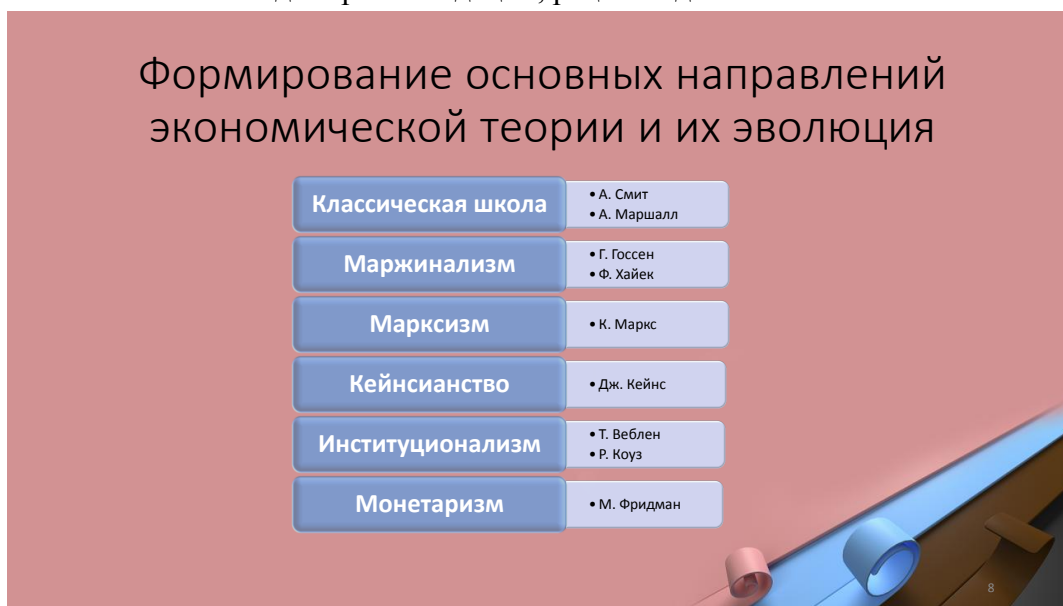 Формирование основных направлений
экономической теории и их эволюция
Классическая школа
• А. Смит
• А. Маршалл
Маржинализм
• Г. Госсен
• Ф. Хайек
Марксизм
• К. Маркс
Кейнсианство
• Дж. Кейнс
Институционализм
• Т. Веблен
• Р. Коуз
Монетаризм
• М. Фридман
8